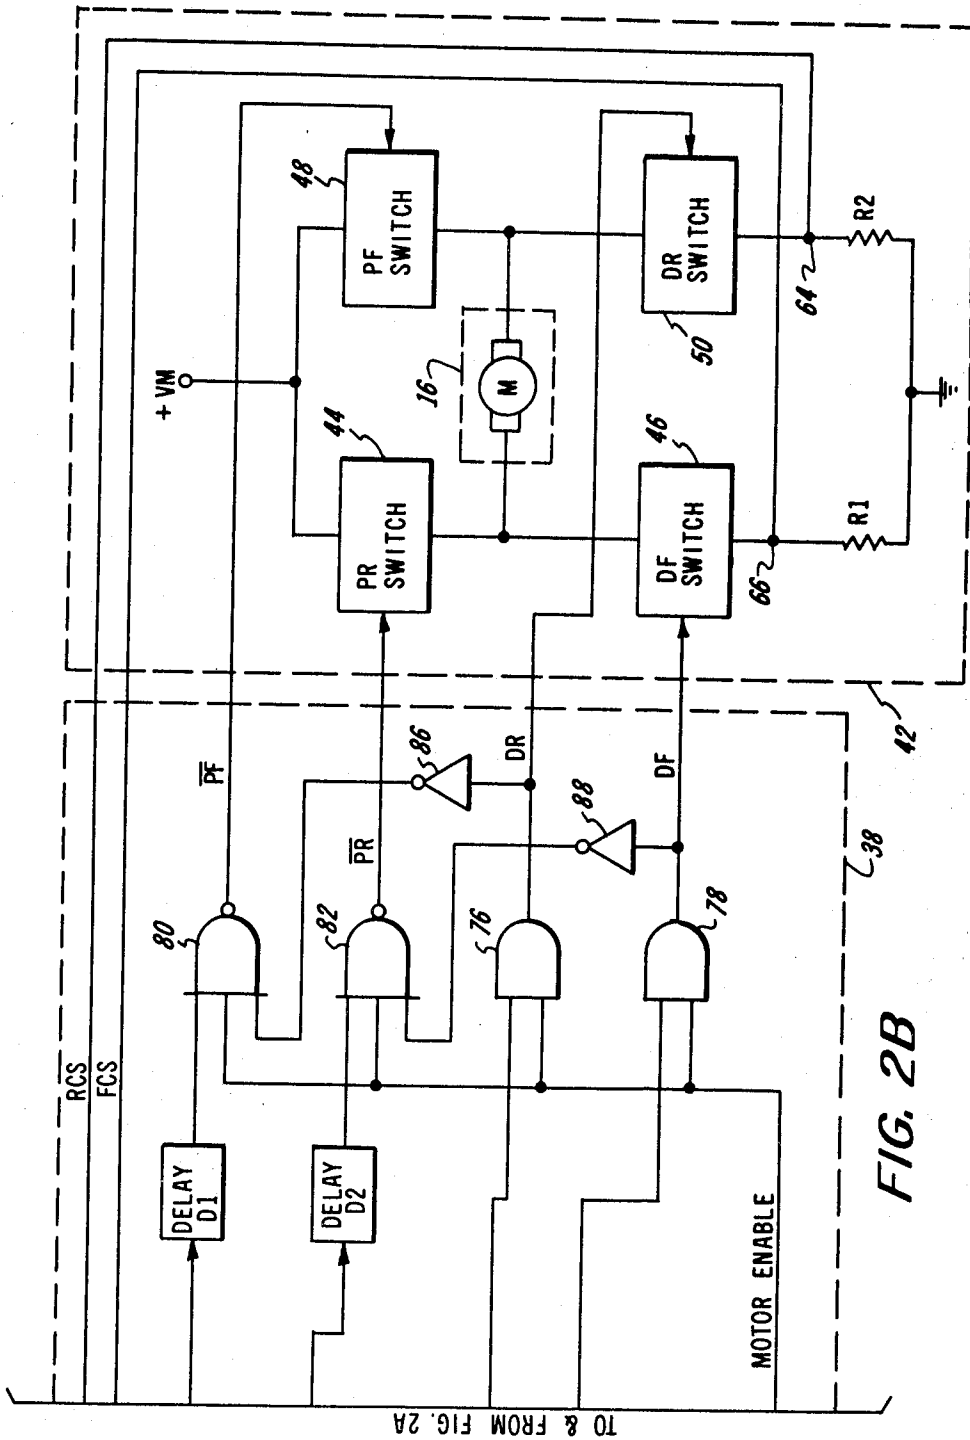 RCS
FCS
DELAY
D1
DELAY
D2
80
82
76
78
86
88
P̅F̅
P̅R̅
DR
DF
MOTOR ENABLE
TO & FROM FIG. 2A
38
42
+ VM
44
PR
SWITCH
48
PF
SWITCH
16
M
46
DF
SWITCH
50
DR
SWITCH
66
64
R1
R2
FIG. 2B